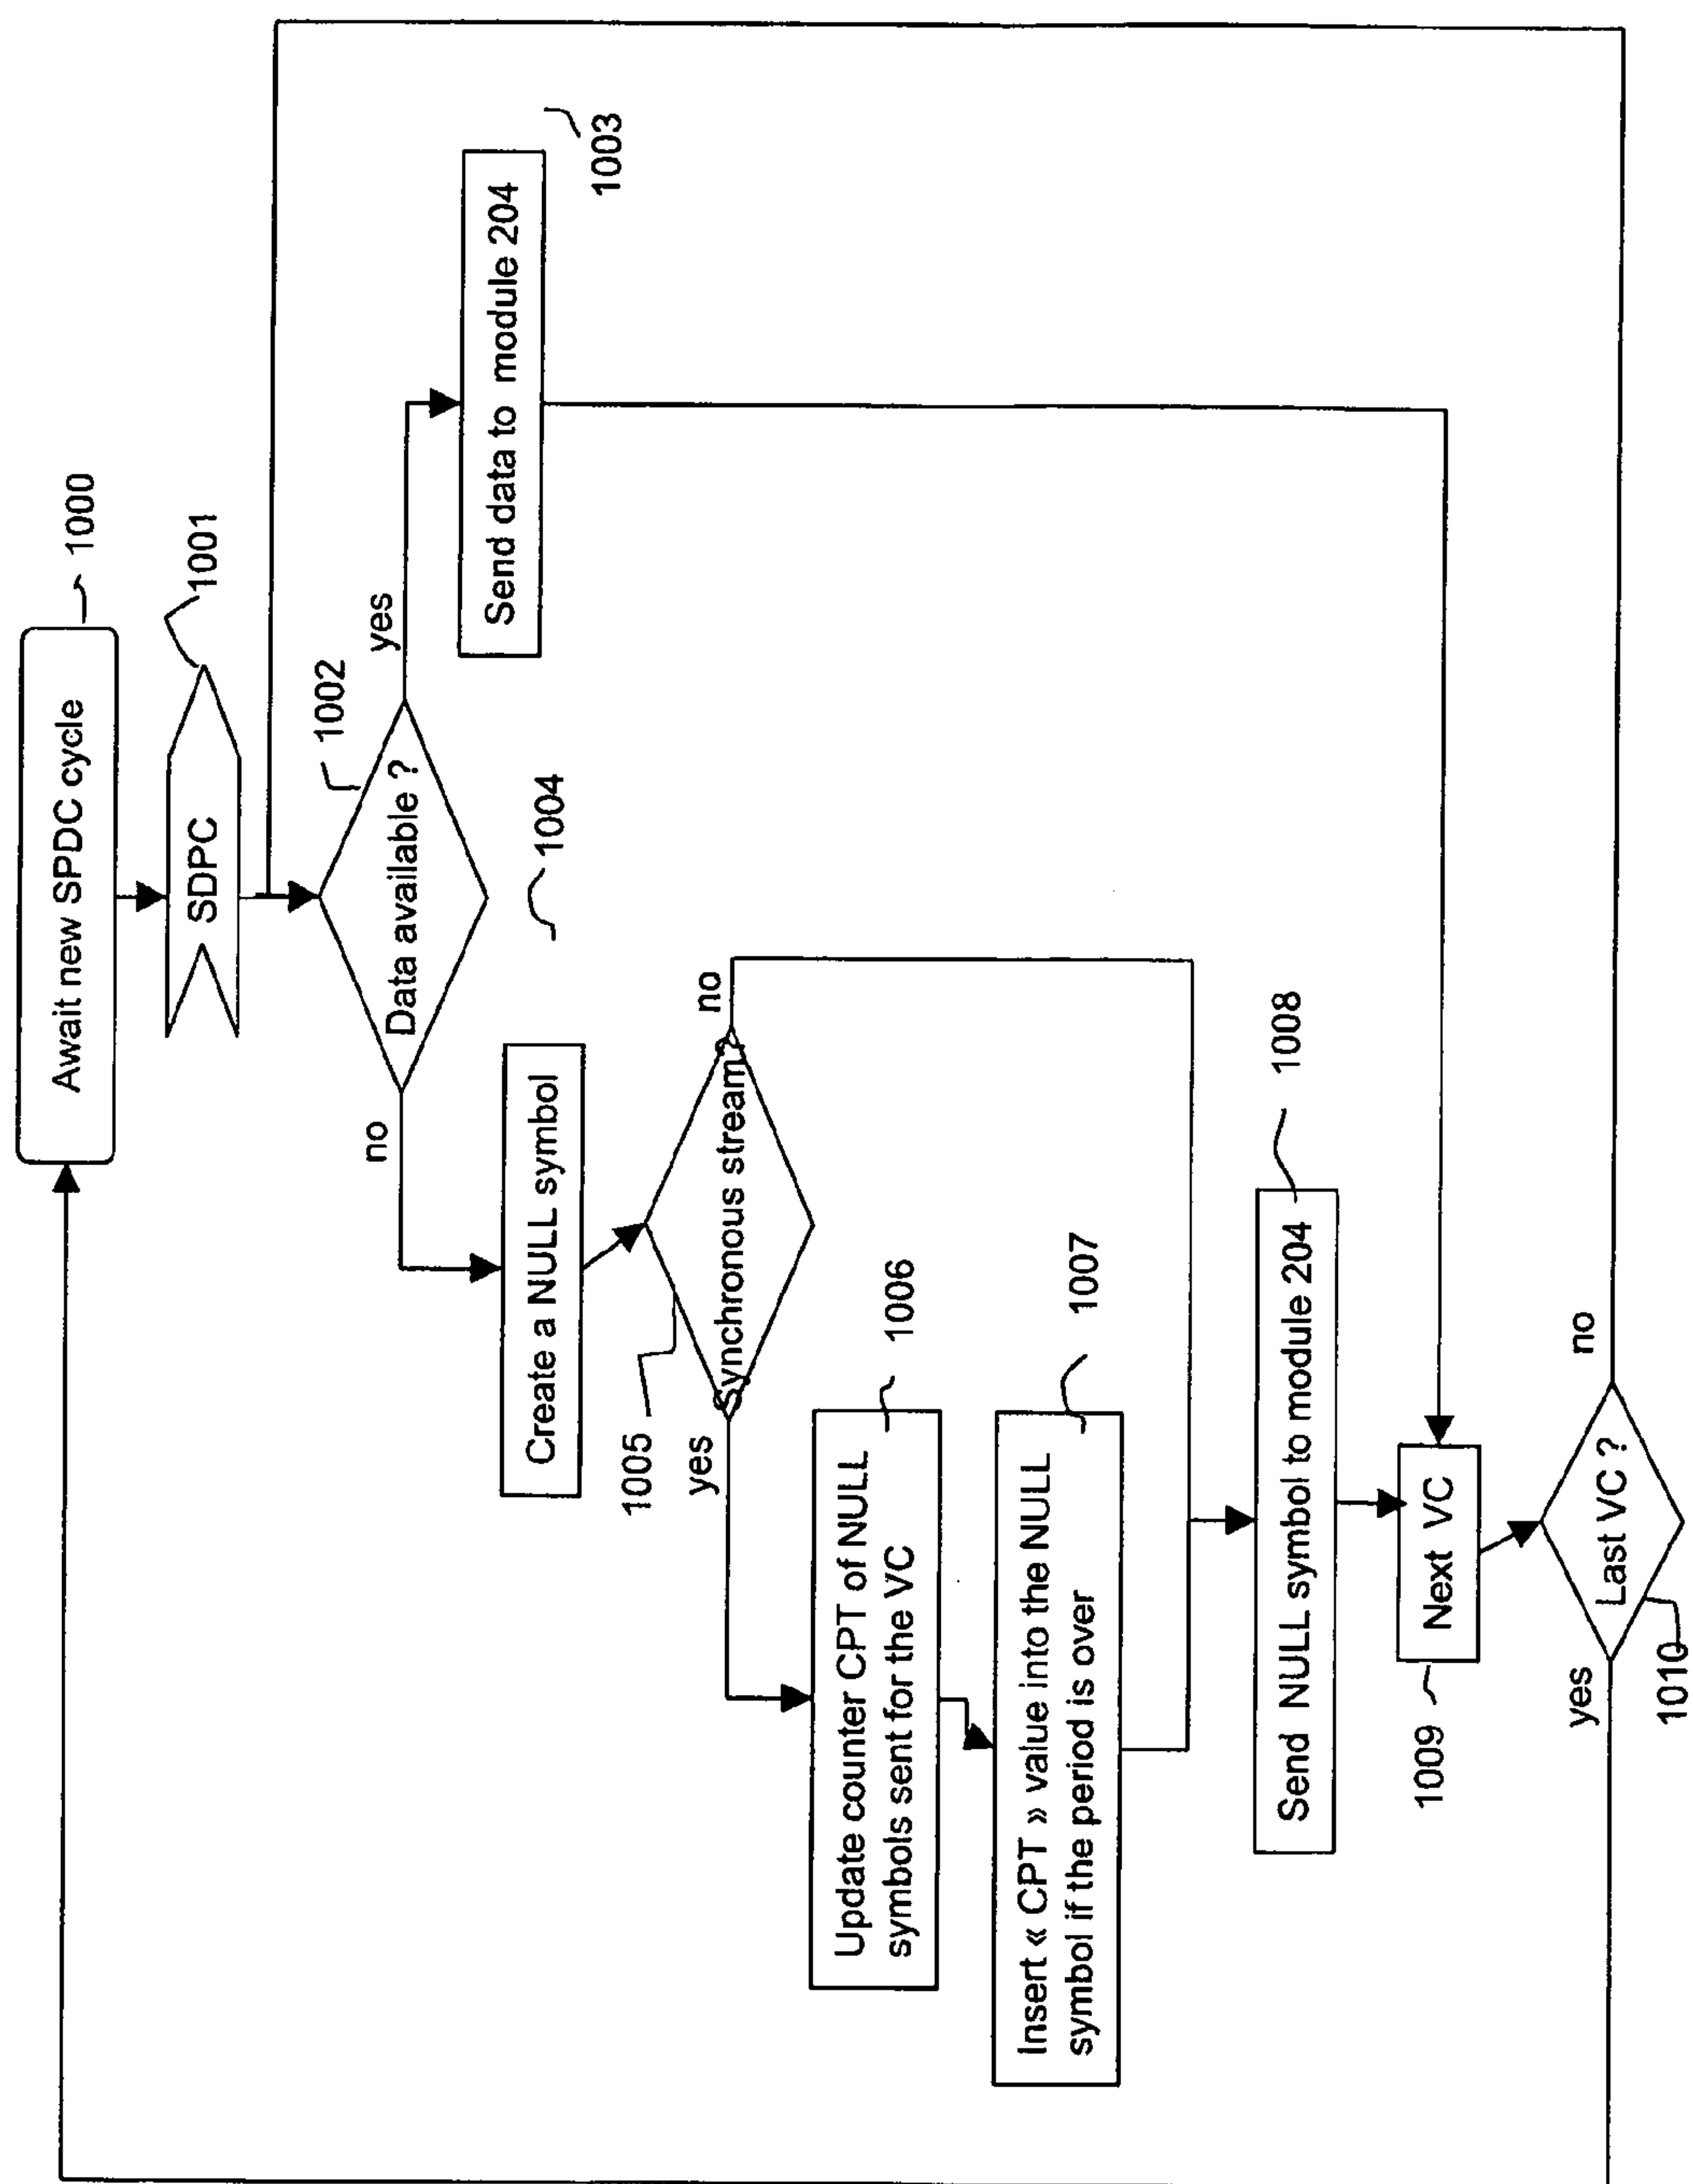 Await new SPDC cycle
1000
SDPC
1001
Data available ?
1002
yes
no
Send data to module 204
1003
1004
Create a NULL symbol
Synchronous stream?
1005
yes
no
Update counter CPT of NULL
symbols sent for the VC
1006
Insert « CPT » value into the NULL
symbol if the period is over
1007
Send NULL symbol to module 204
1008
Next VC
1009
Last VC ?
1010
yes
no